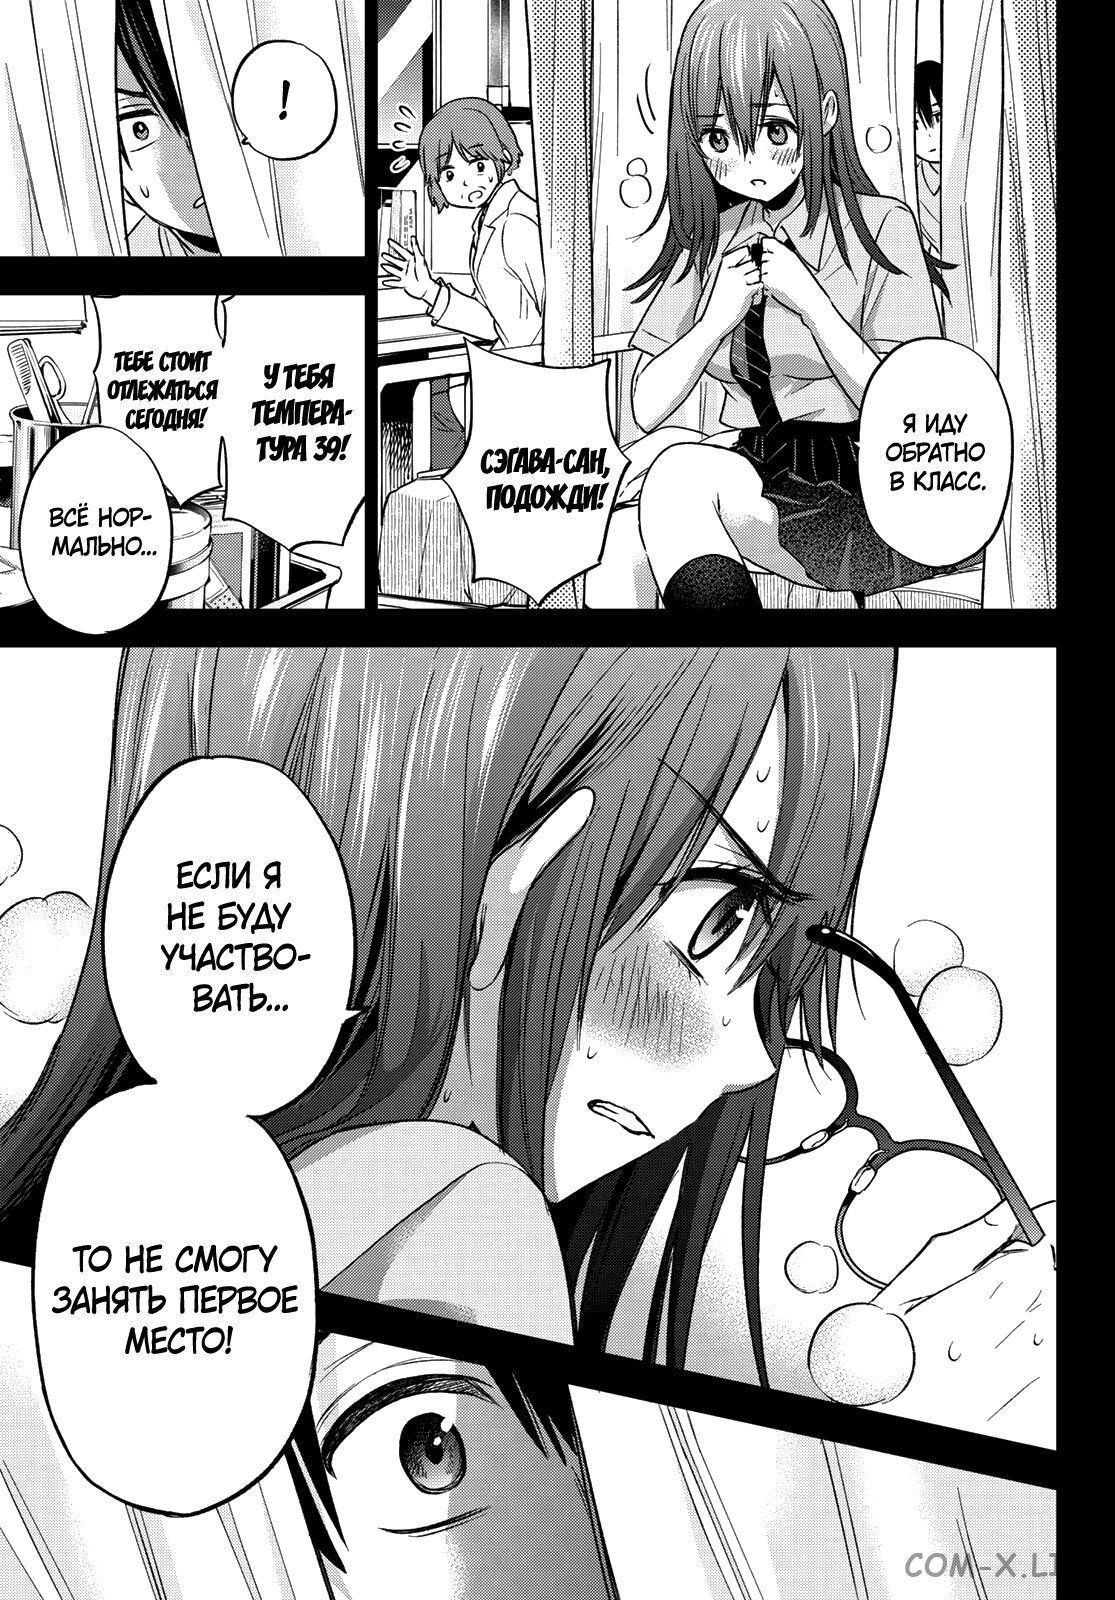 Я ИДУ
ОБРАТНО
В КЛАСС.
СЭГАВА-САН,
ПОДОЖДИ!
!
У ТЕБЯ
ТЕМПЕРА-
ТУРА 39!
ТЕБЕ СТОИТ
ОТЛЕЖАТЬСЯ
СЕГОДНЯ!
ВСЁ НОР-
МАЛЬНО...
ЕСЛИ Я
НЕ БУДУ
УЧАСТВО-
ВАТЬ...
ТО НЕ СМОГУ
ЗАНЯТЬ ПЕРВОЕ
МЕСТО!
COM-X.LI